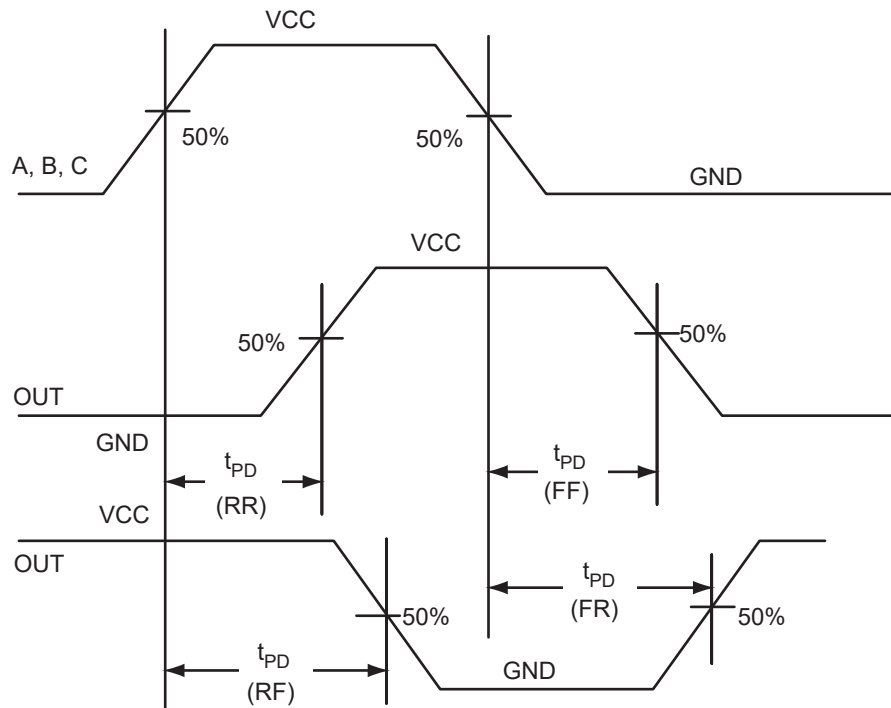 VCC
50%
50%
A, B, C
GND
VCC
50%
50%
OUT
GND
tPD
(RR)
tPD
(FF)
VCC
OUT
tPD
(FR)
50%
50%
tPD
(RF)
GND